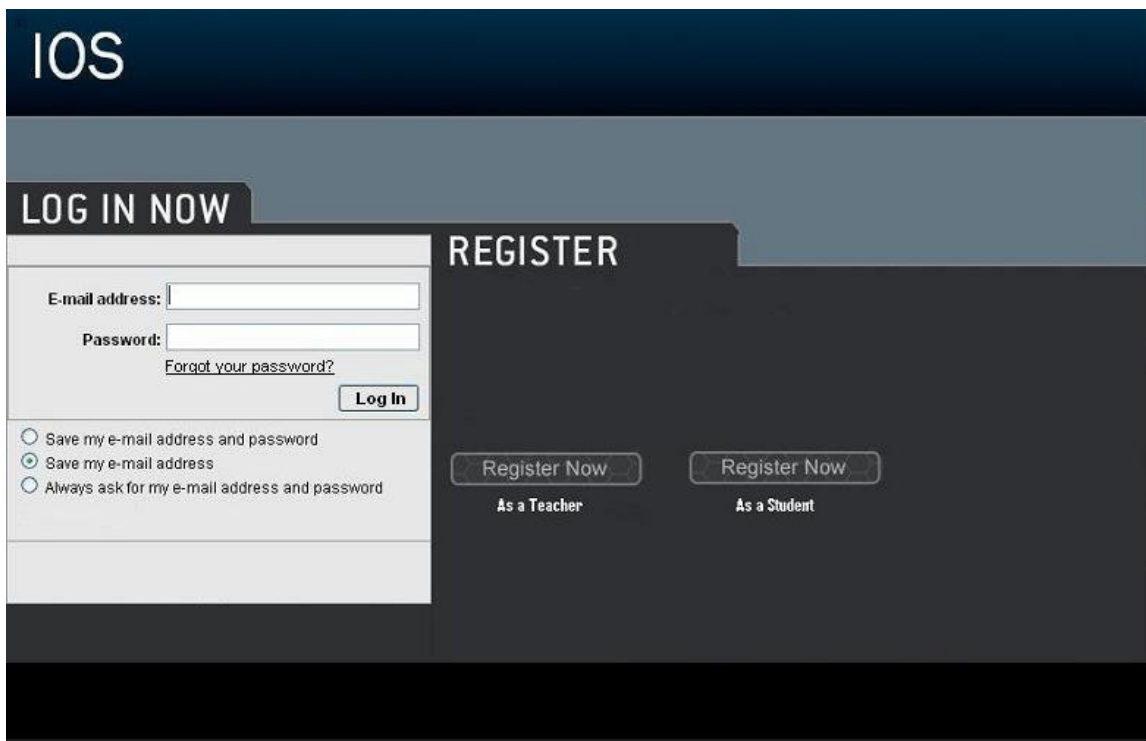 IOS
LOG IN NOW
REGISTER
E-mail address:
Password:
Forgot your password?
Log In
Save my e-mail address and password
Save my e-mail address
Always ask for my e-mail address and password
Register Now
As a Teacher
Register Now
As a Student